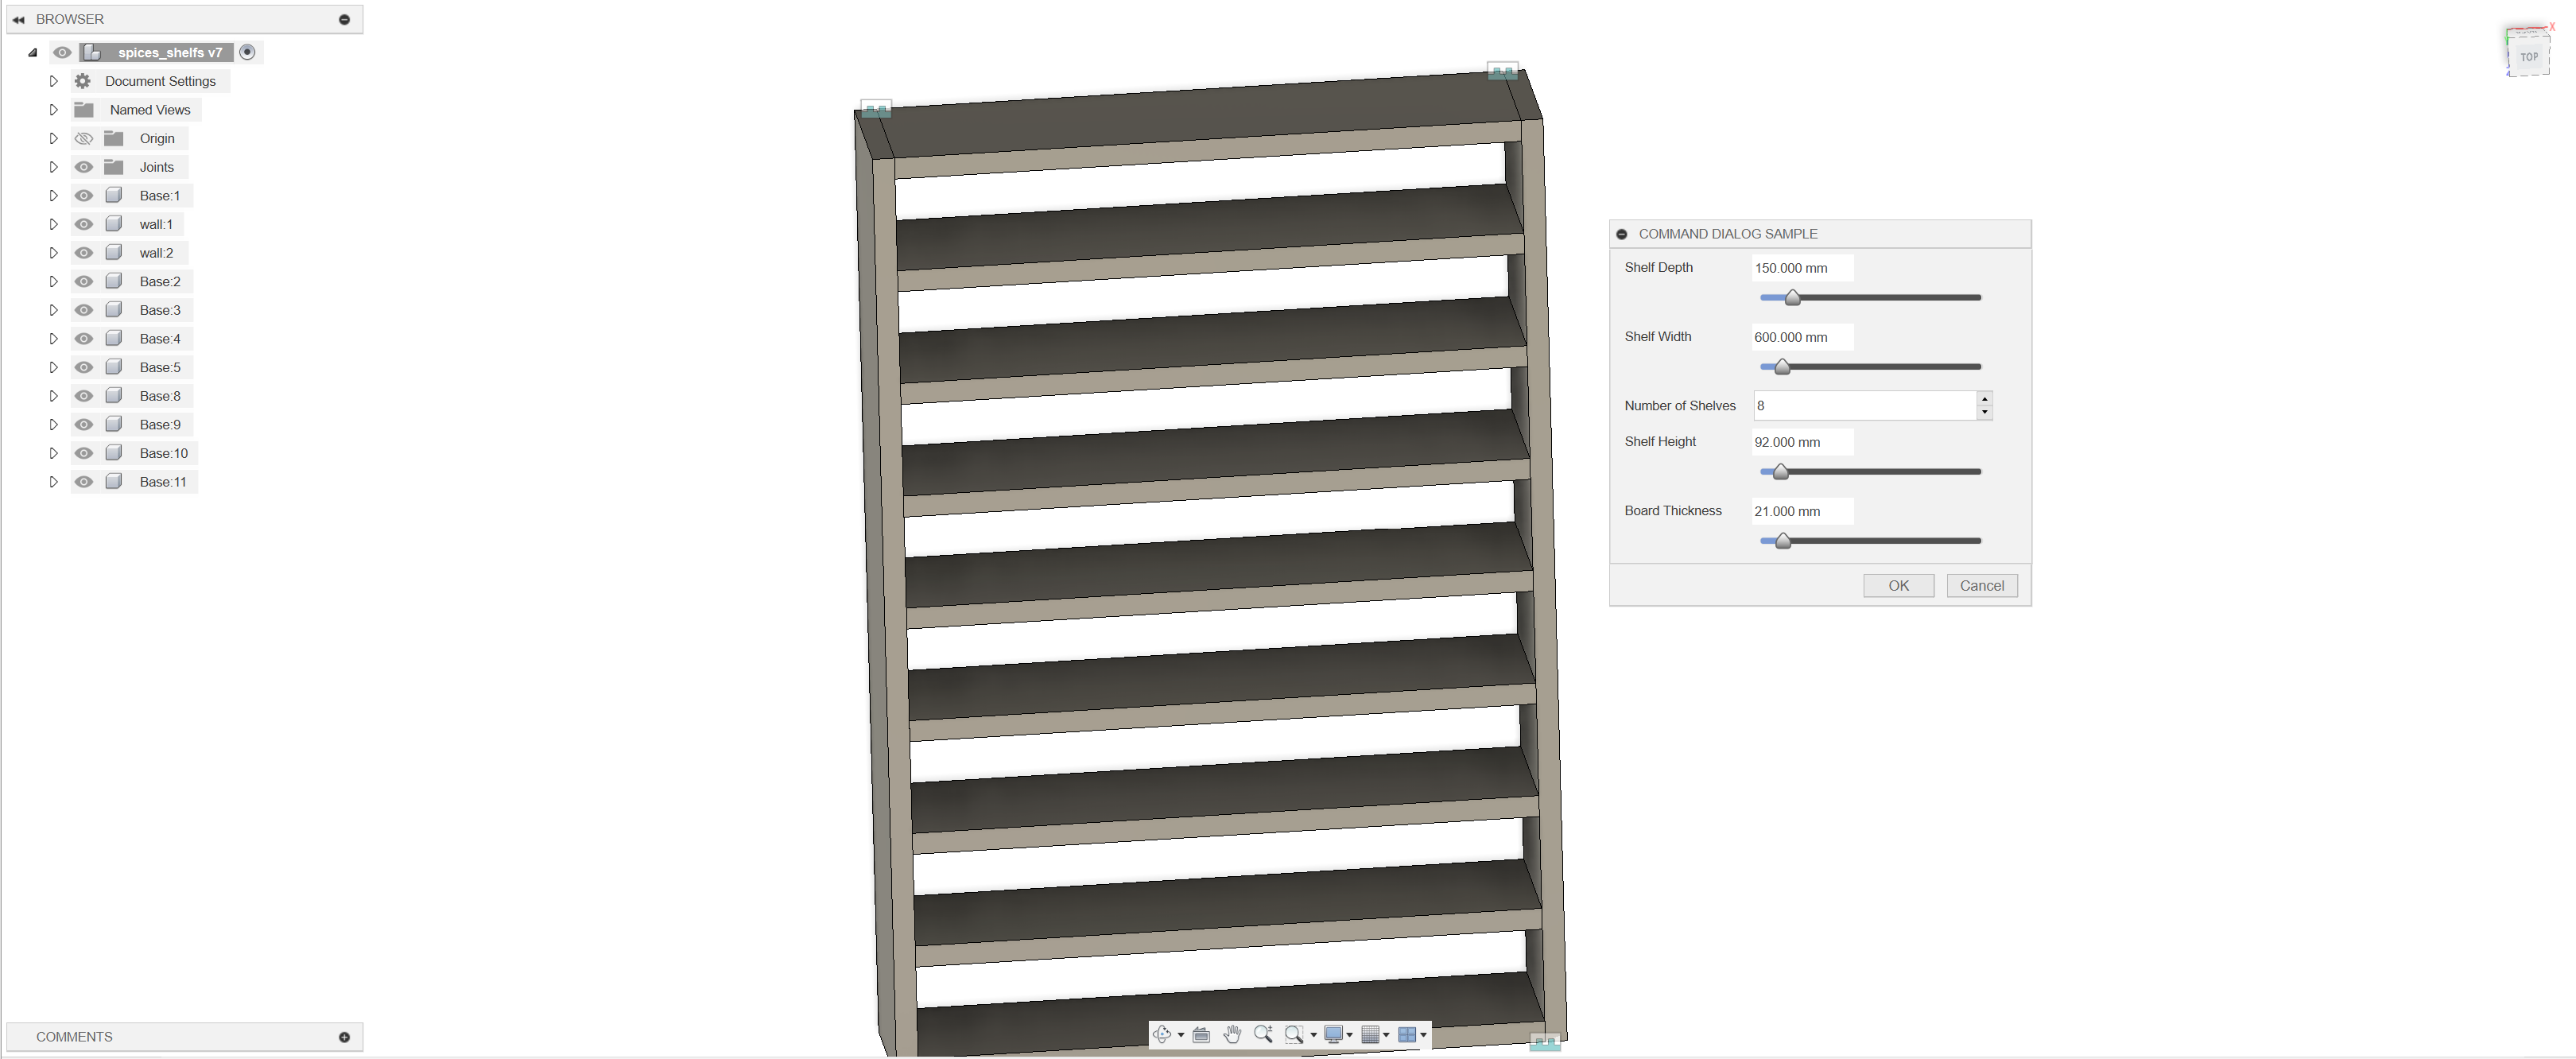 BROWSER
spices_shelfs v7
Document Settings
Named Views
Origin
Joints
Base:1
wall:1
wall:2
Base:2
Base:3
Base:4
Base:5
Base:8
Base:9
Base:10
Base:11
COMMENTS
X
TOP
COMMAND DIALOG SAMPLE
Shelf Depth 150.000 mm
Shelf Width 600.000 mm
Number of Shelves 8
Shelf Height 92.000 mm
Board Thickness 21.000 mm
OK Cancel